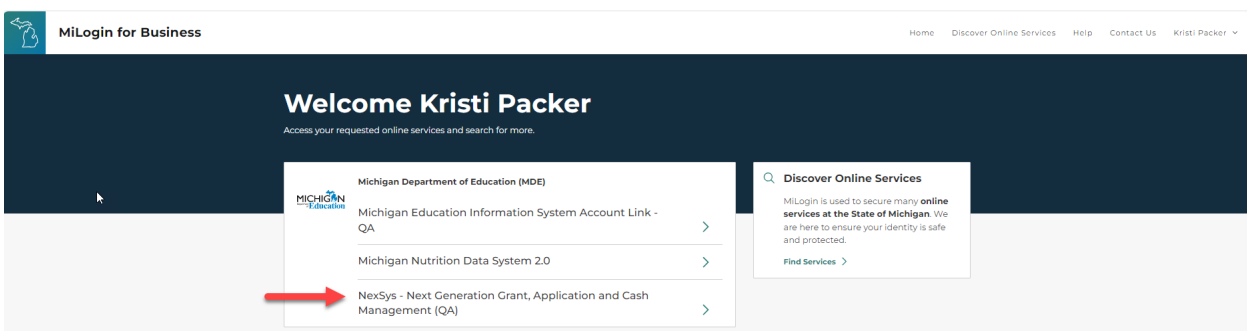 MiLogin for Business
Home Discover Online Services Help Contact Us Kristi Packer
Welcome Kristi Packer
Access your requested online services and search for more.
MICHIGAN
Education
Michigan Department of Education (MDE)
Michigan Education Information System Account Link -
QA
Michigan Nutrition Data System 2.0
NexSys - Next Generation Grant, Application and Cash
Management (QA)
Discover Online Services
MiLogin is used to secure many online
services at the State of Michigan. We
are here to ensure your identity is safe
and protected.
Find Services